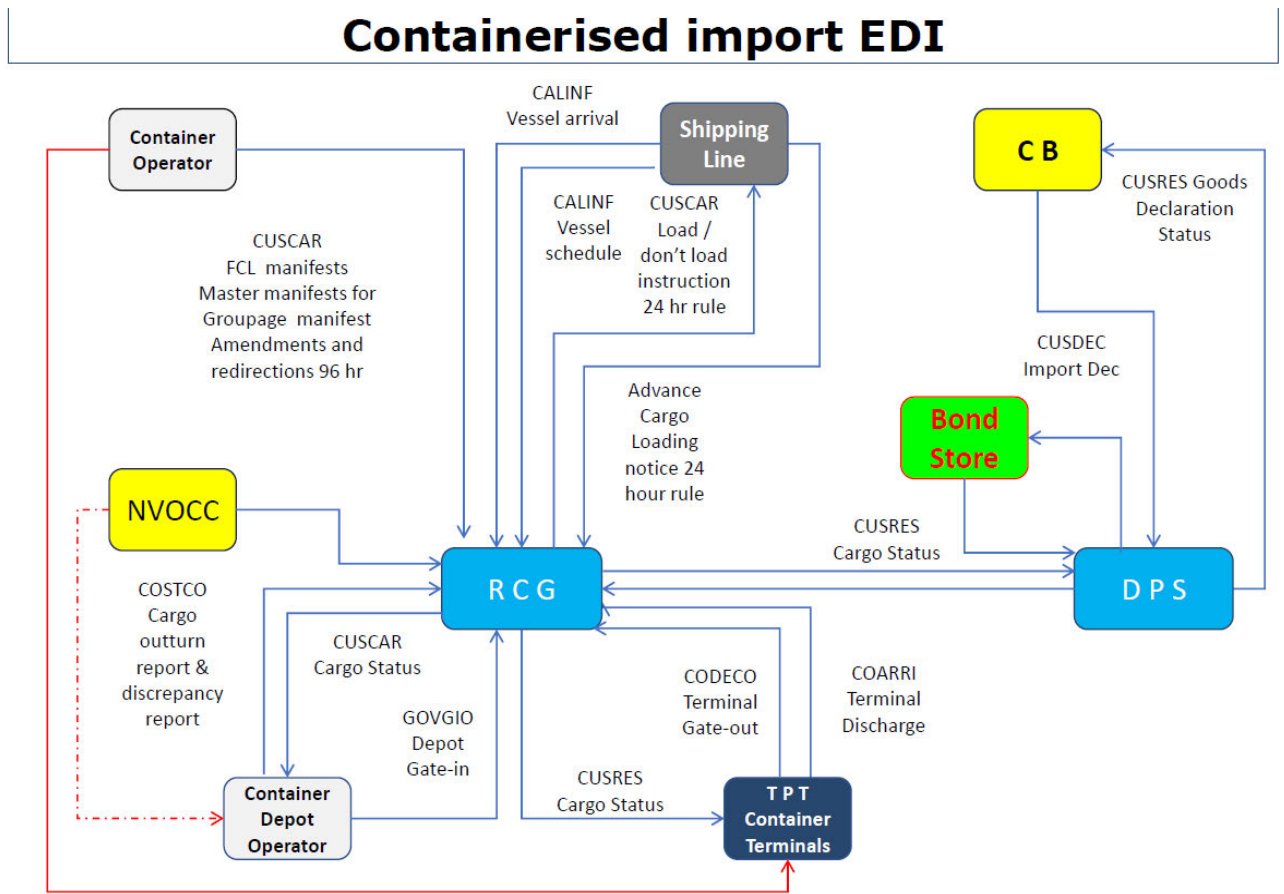 Containerised import EDI
CALINF
Vessel arrival
Container
Operator
Shipping
Line
C B
CUSRES Goods
Declaration
Status
CUSCAR
FCL manifests
Master manifests for
Groupage manifest
Amendments and
redirections 96 hr
CALINF
Vessel
schedule
CUSCAR
Load /
don't load
instruction
24 hr rule
CUSDEC
Import Dec
Advance
Cargo
Loading
notice 24
hour rule
Bond
Store
NVOCC
CUSRES
Cargo Status
R C G
D P S
COSTCO
Cargo
outturn
report &
discrepancy
report
CUSCAR
Cargo Status
GOVGIO
Depot
Gate-in
CODECO
Terminal
Gate-out
COARRI
Terminal
Discharge
CUSRES
Cargo Status
Container
Depot
Operator
T P T
Container
Terminals